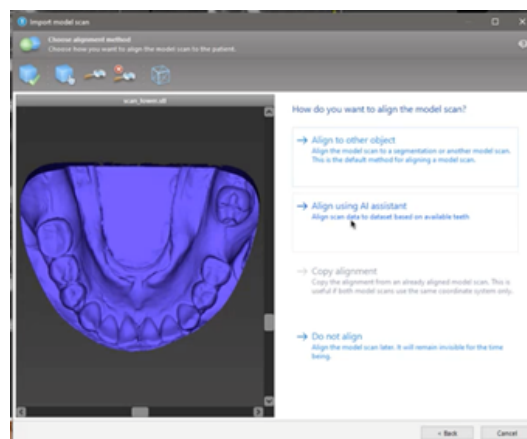 Import model scan
Choose alignment method
Choose how you want to align the model scan to the patient.
scan_lower.stl
How do you want to align the model scan?
→ Align to other object
Align the model scan to a segmentation or another model scan.
This is the default method for aligning a model scan.
→ Align using AI assistant
Align scan data to dataset based on available teeth
→ Copy alignment
Copy the alignment from an already aligned model scan. This is
useful if both model scans use the same coordinate system only.
→ Do not align
Align the model scan later. It will remain invisible for the time
being.
< Back
Cancel